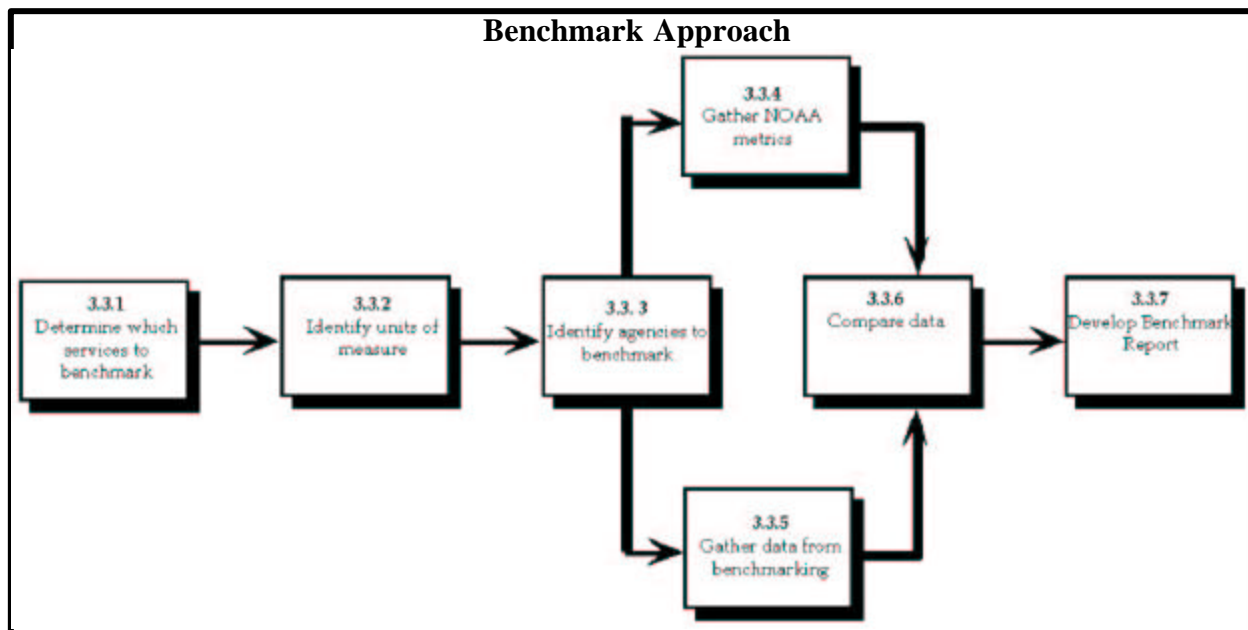 Benchmark Approach
3.3.4
Gather NOAA
metrics
3.3.1
Determine which
services to
benchmark
3.3.2
Identify units of
measure
3.3. 3
Identify agencies to
benchmark
3.3.6
Compare data
3.3.7
Develop Benchmark
Report
3.3.5
Gather data from
benchmarking